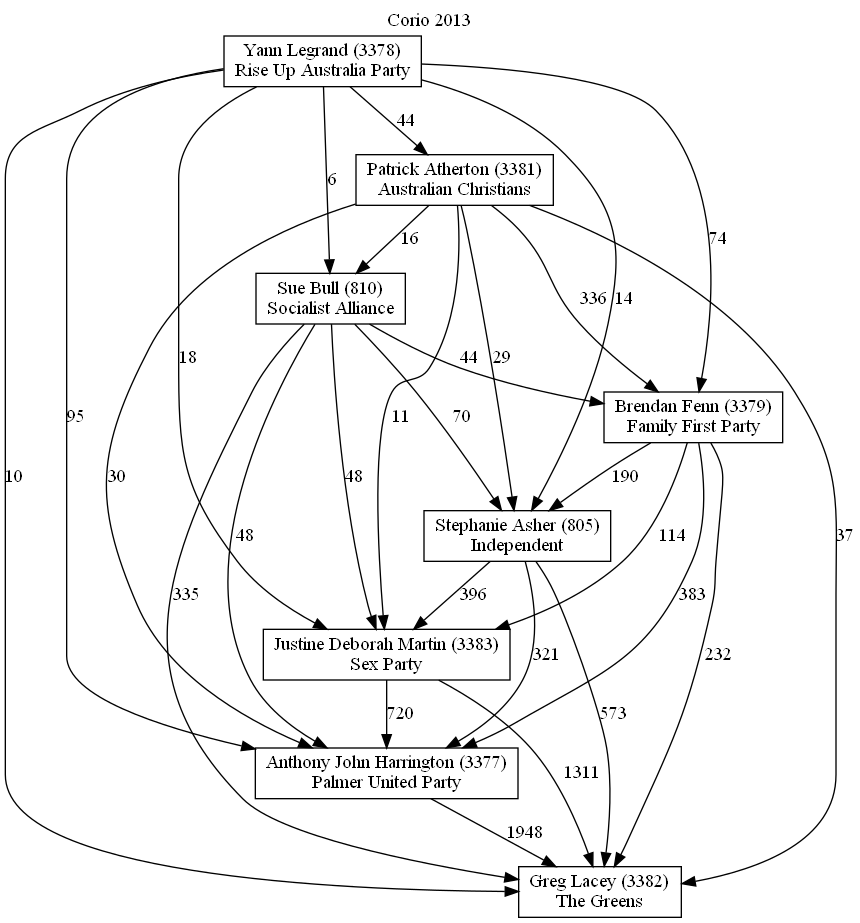 Corio 2013
Yann Legrand (3378)
Rise Up Australia Party
44
Patrick Atherton (3381)
Australian Christians
6
16
74
Sue Bull (810)
Socialist Alliance
336
14
18
44
29
Brendan Fenn (3379)
Family First Party
95
11
70
10
30
48
190
Stephanie Asher (805)
Independent
48
114
335
396
383
Justine Deborah Martin (3383)
Sex Party
321
232
720
573
Anthony John Harrington (3377)
Palmer United Party
1311
37
1948
Greg Lacey (3382)
The Greens